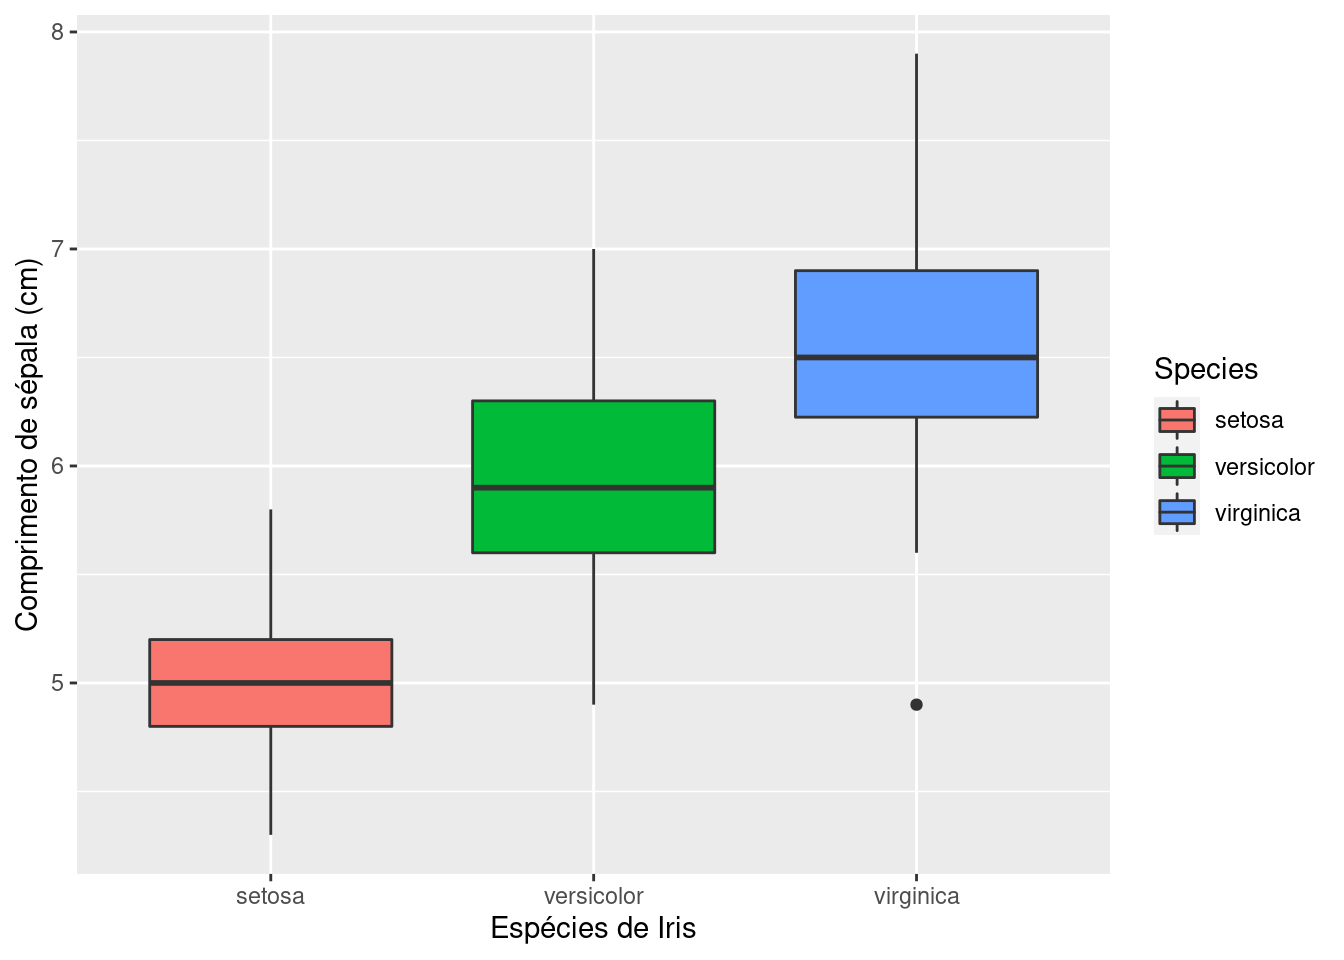 8
7
6
5
Comprimento de sépala (cm)
setosa
versicolor
virginica
Espécies de Iris
Species
setosa
versicolor
virginica